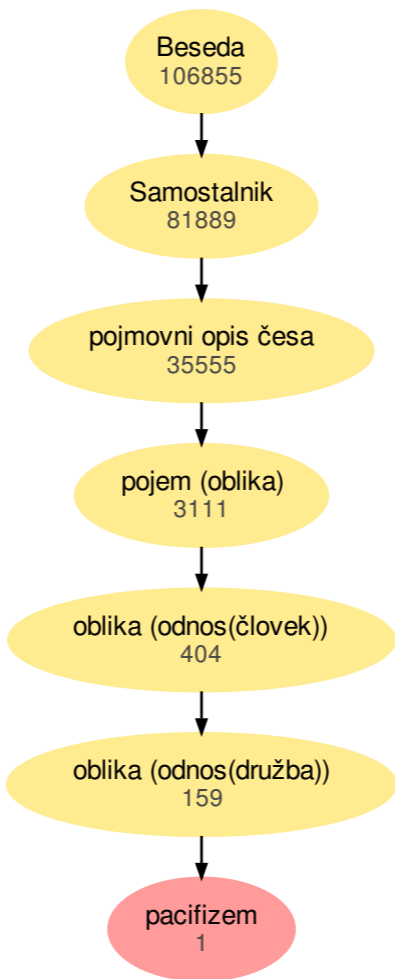 Beseda
106855
Samostalnik
81889
pojmovni opis česa
35555
pojem (oblika)
3111
oblika (odnos(človek))
404
oblika (odnos(družba))
159
pacifizem
1